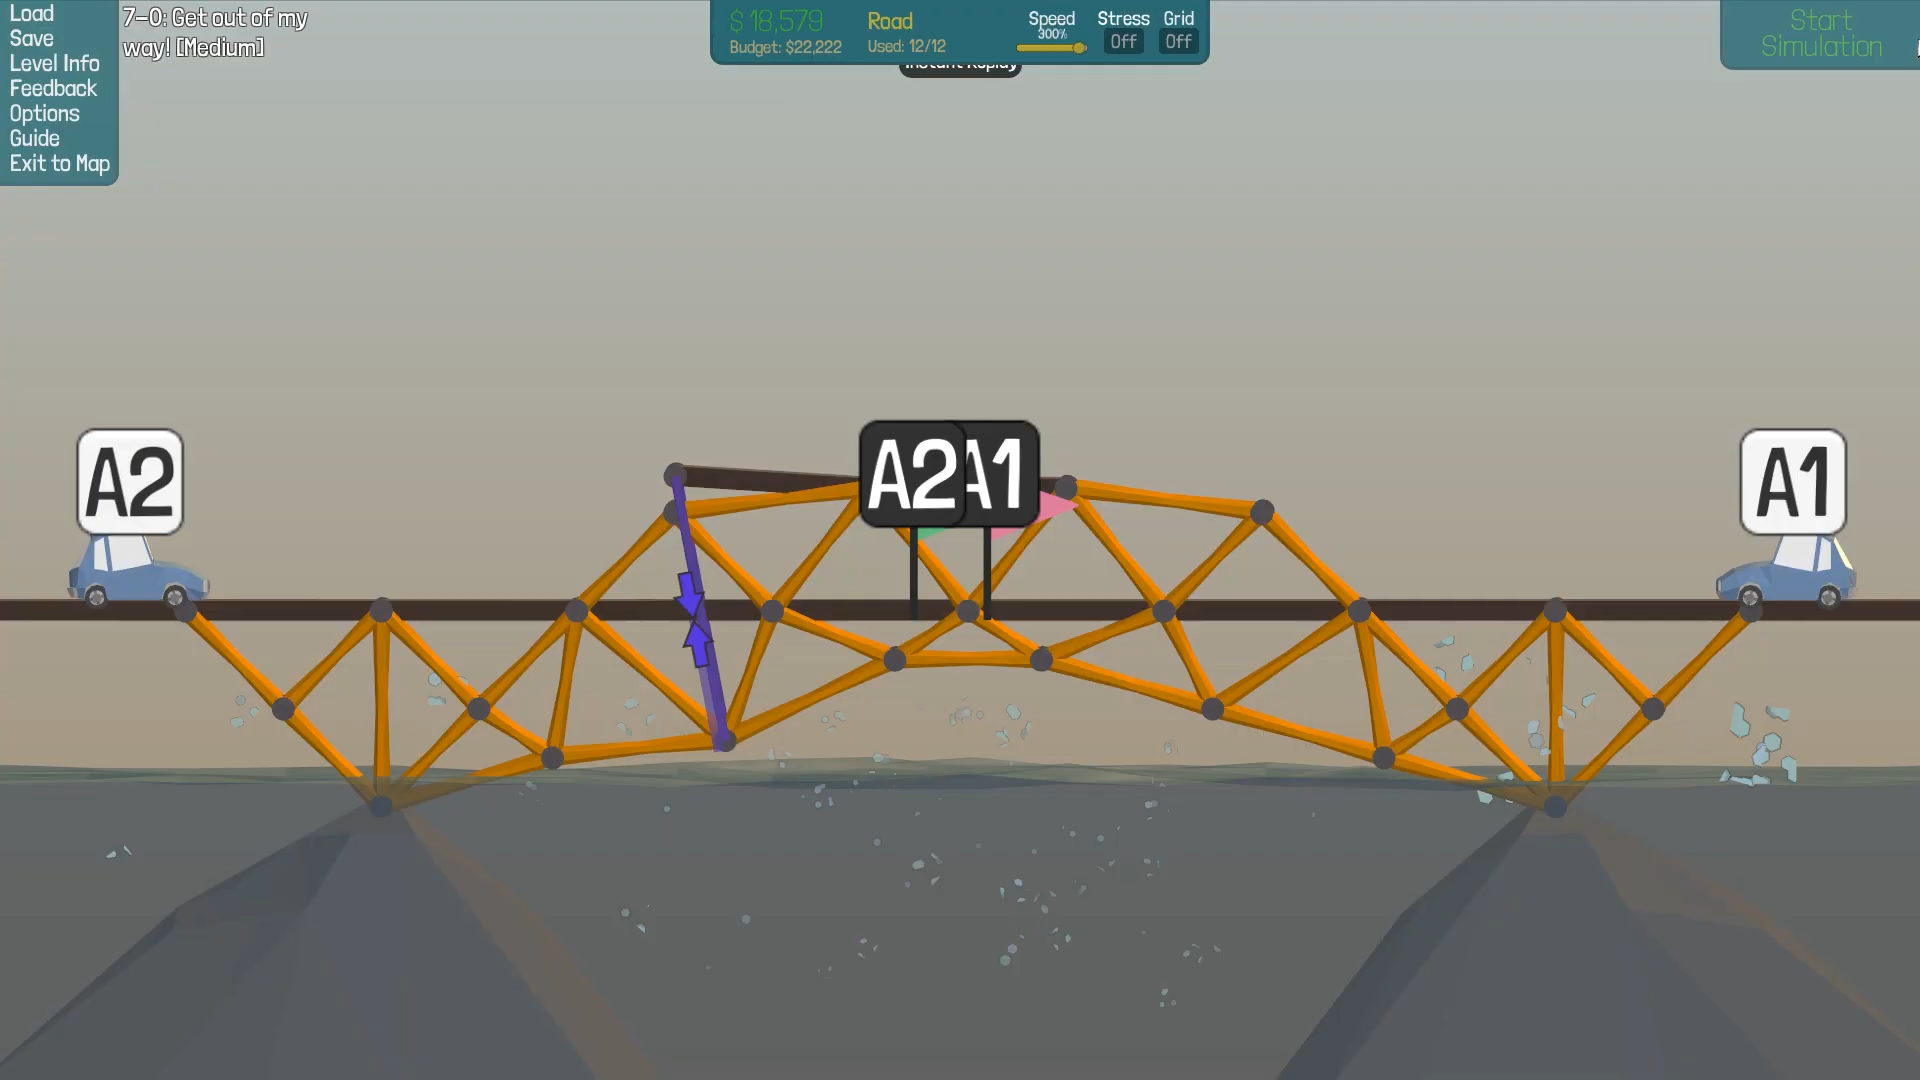 Load
Save
Level Info
Feedback
Options
Guide
Exit to Map
7-0: Get out of my
way! [Medium]
$ 18,579
Budget: $22,222
Road
Used: 12/12
Speed
300%
Stress
Off
Grid
Off
Instant Replay
Start
Simulation
A2
A2
A1
A1